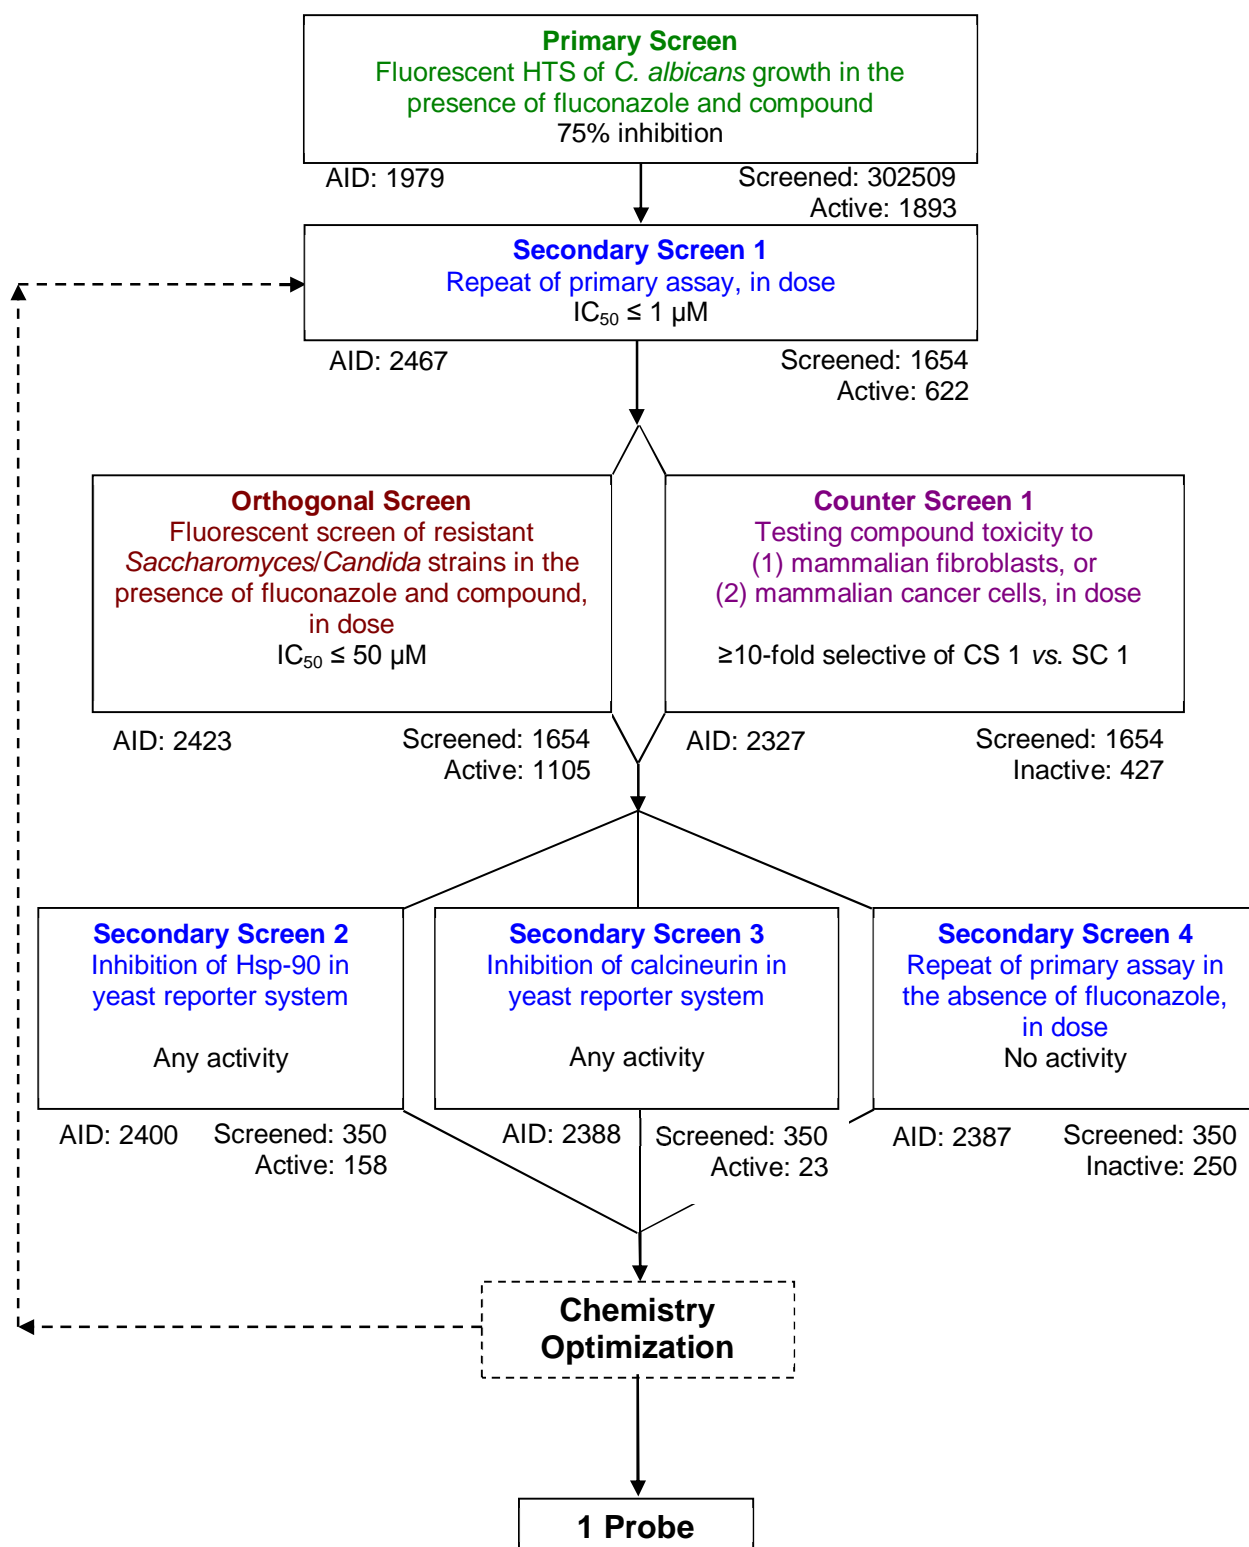 Primary Screen
Fluorescent HTS of C. albicans growth in the
presence of fluconazole and compound
75% inhibition
AID: 1979
Screened: 302509
Active: 1893
Secondary Screen 1
Repeat of primary assay, in dose
IC50 ≤ 1 µM
AID: 2467
Screened: 1654
Active: 622
Orthogonal Screen
Fluorescent screen of resistant
Saccharomyces/Candida strains in the
presence of fluconazole and compound,
in dose
IC50 ≤ 50 µM
AID: 2423
Screened: 1654
Active: 1105
Counter Screen 1
Testing compound toxicity to
(1) mammalian fibroblasts, or
(2) mammalian cancer cells, in dose
≥10-fold selective of CS 1 vs. SC 1
AID: 2327
Screened: 1654
Inactive: 427
Secondary Screen 2
Inhibition of Hsp-90 in
yeast reporter system
Any activity
AID: 2400
Screened: 350
Active: 158
Secondary Screen 3
Inhibition of calcineurin in
yeast reporter system
Any activity
AID: 2388
Screened: 350
Active: 23
Secondary Screen 4
Repeat of primary assay in
the absence of fluconazole,
in dose
No activity
AID: 2387
Screened: 350
Inactive: 250
Chemistry
Optimization
1 Probe